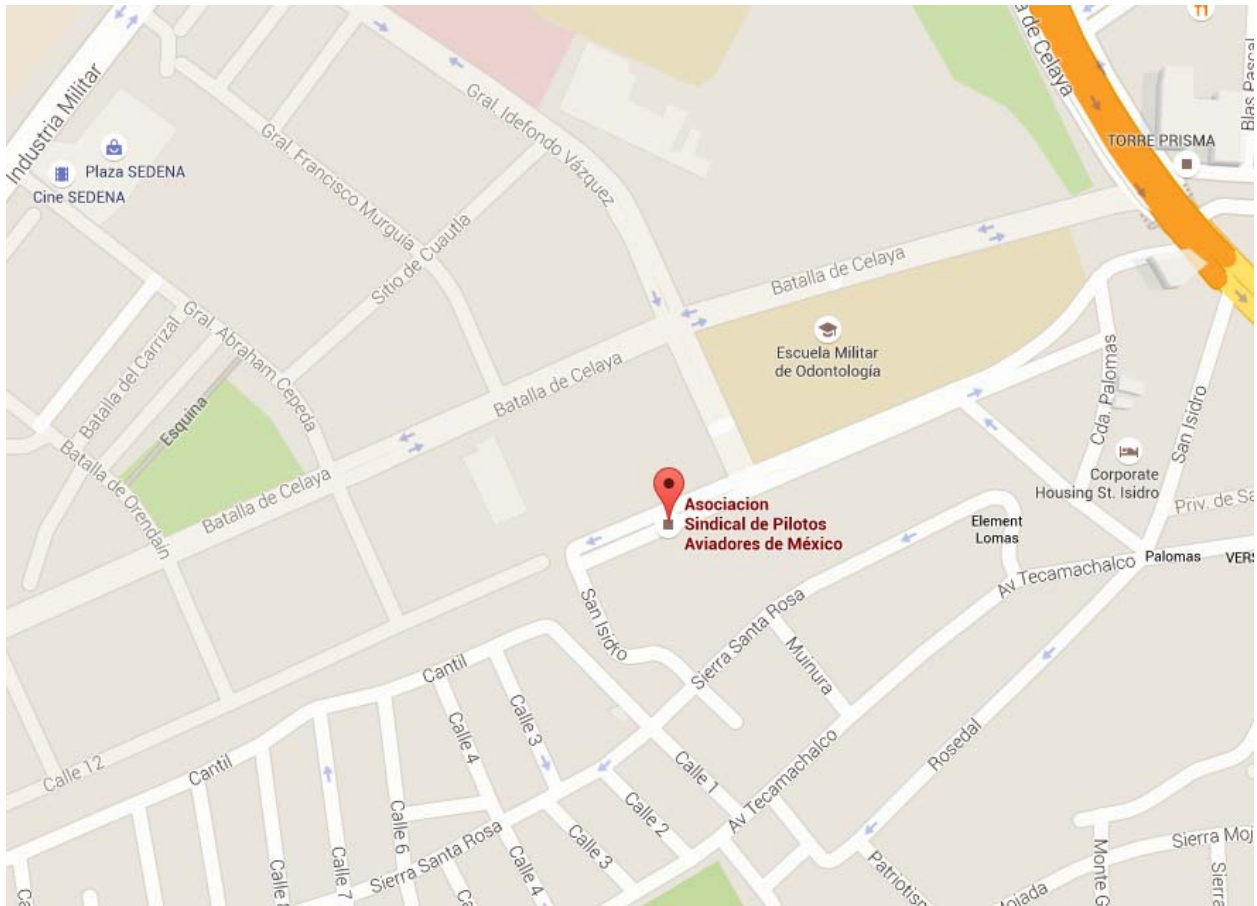 a de Celaya
Blas Pascal
TORRE PRISMA
Industria Militar
Plaza SEDENA
Cine SEDENA
Gral. Idefondo Vázquez
Gral. Francisco Murguía
Sitio de Cuautla
Batalla de Celaya
Gral. Abraham Cepeda
Batalla del Carrizal
Escuela Militar
de Odontología
Batalla de Celaya
Esquina
Cda. Palomas
San Isidro
Batalla de Orendain
Batalla de Celaya
Corporate
Housing St. Isidro
Priv. de Sa
Asociacion
Sindical de Pilotos
Aviadores de México
Element
Lomas
Palomas
VERS
Av Tecamachalco
San Isidro
Sierra Santa Rosa
Muinura
Cantil
Calle 4
Calle 3
Rosedal
Calle 12
Cantil
Calle 1
Av Tecamachalco
Calle 2
Calle 6
Calle 7
Calle 8
Sierra Santa Rosa
Calle 3
Calle 4
Patriotism
Mojada
Monte G
Sierra Moj
Ca
C